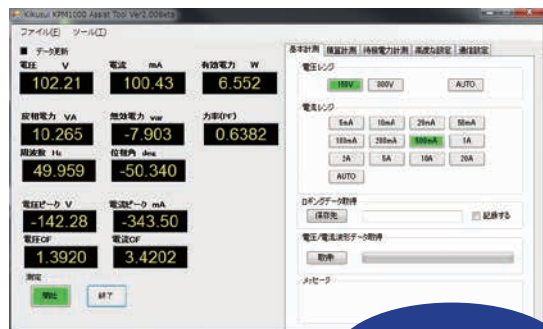 Kikusui KPM1000 Assist Tool Ver2.00Beta
ファイル(F) ツール(T)
■ データ更新
電圧 V 電流 mA 有効電力 W
102.21 100.43 6.552
皮相電力 VA 無効電力 var 力率(PF)
10.265 -7.903 0.6382
周波数 Hz 位相角 deg
49.959 -50.340
電圧ピーク V 電流ピーク mA
-142.28 -343.50
電圧CF 電流CF
1.3920 3.4202
測定
開始 終了
基本計測 積算計測 待機電力計測 高度な設定 通信設定
電圧レンジ
150V 300V AUTO
電流レンジ
5mA 10mA 20mA 50mA
100mA 200mA 500mA 1A
2A 5A 10A 20A
AUTO
ロギングデータ取得
保存先 記録する
電圧/電流波形データ取得
取得
メッセージ